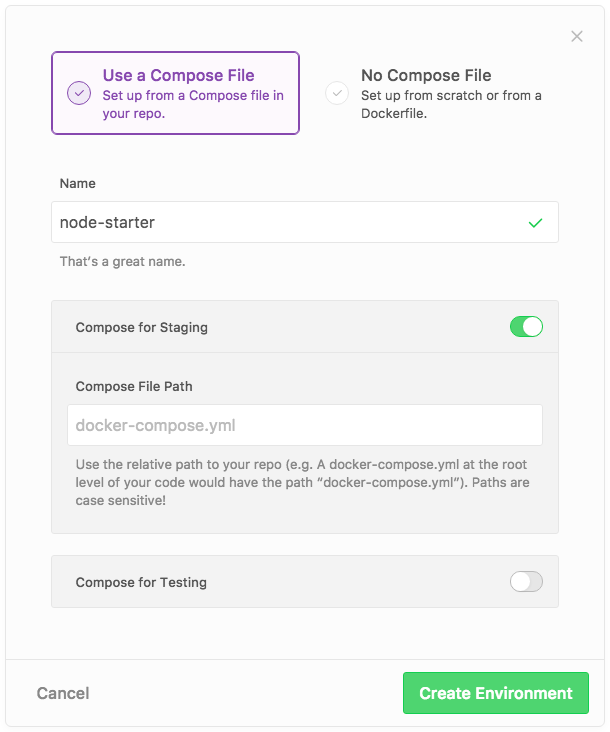 Use a Compose File
Set up from a Compose file in
your repo.
No Compose File
Set up from scratch or from a
Dockerfile.
Name
node-starter
That's a great name.
Compose for Staging
Compose File Path
docker-compose.yml
Use the relative path to your repo (e.g. A docker-compose.yml at the root
level of your code would have the path “docker-compose.yml”). Paths are
case sensitive!
Compose for Testing
Cancel
Create Environment